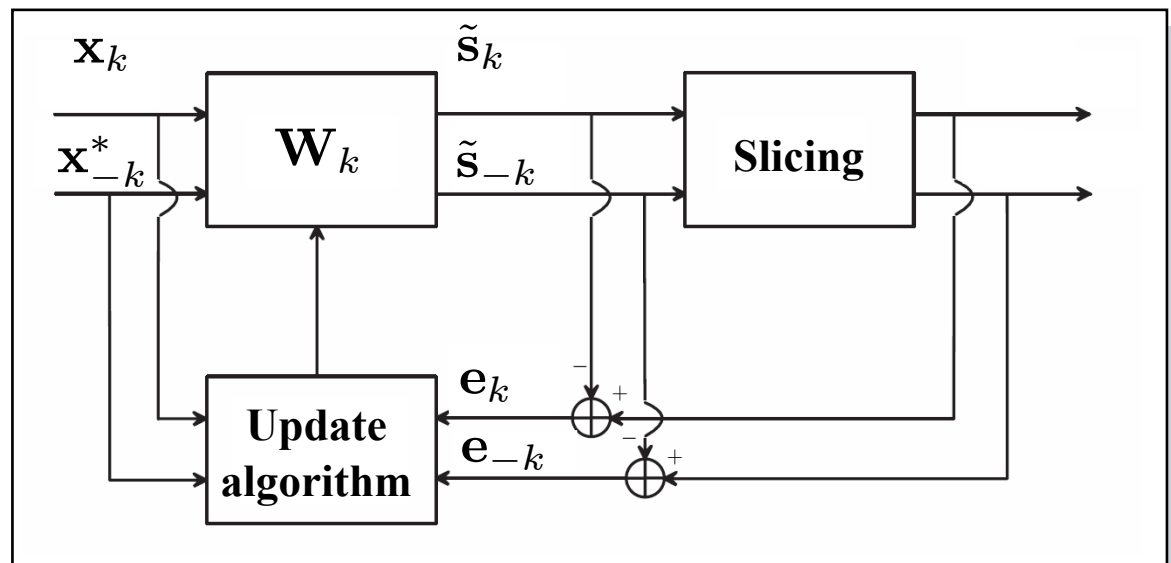 x_k
s̃_k
W_k
Slicing
x*_{-k}
s̃_{-k}
−
+
e_k
−
+
e_{-k}
Update
algorithm